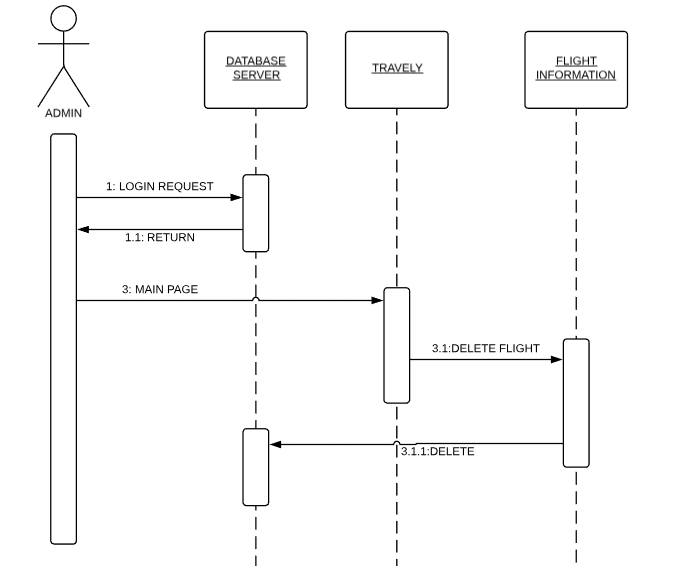 ADMIN
DATABASE
SERVER
TRAVELY
FLIGHT
INFORMATION
1: LOGIN REQUEST
1.1: RETURN
3: MAIN PAGE
3.1:DELETE FLIGHT
3.1.1:DELETE